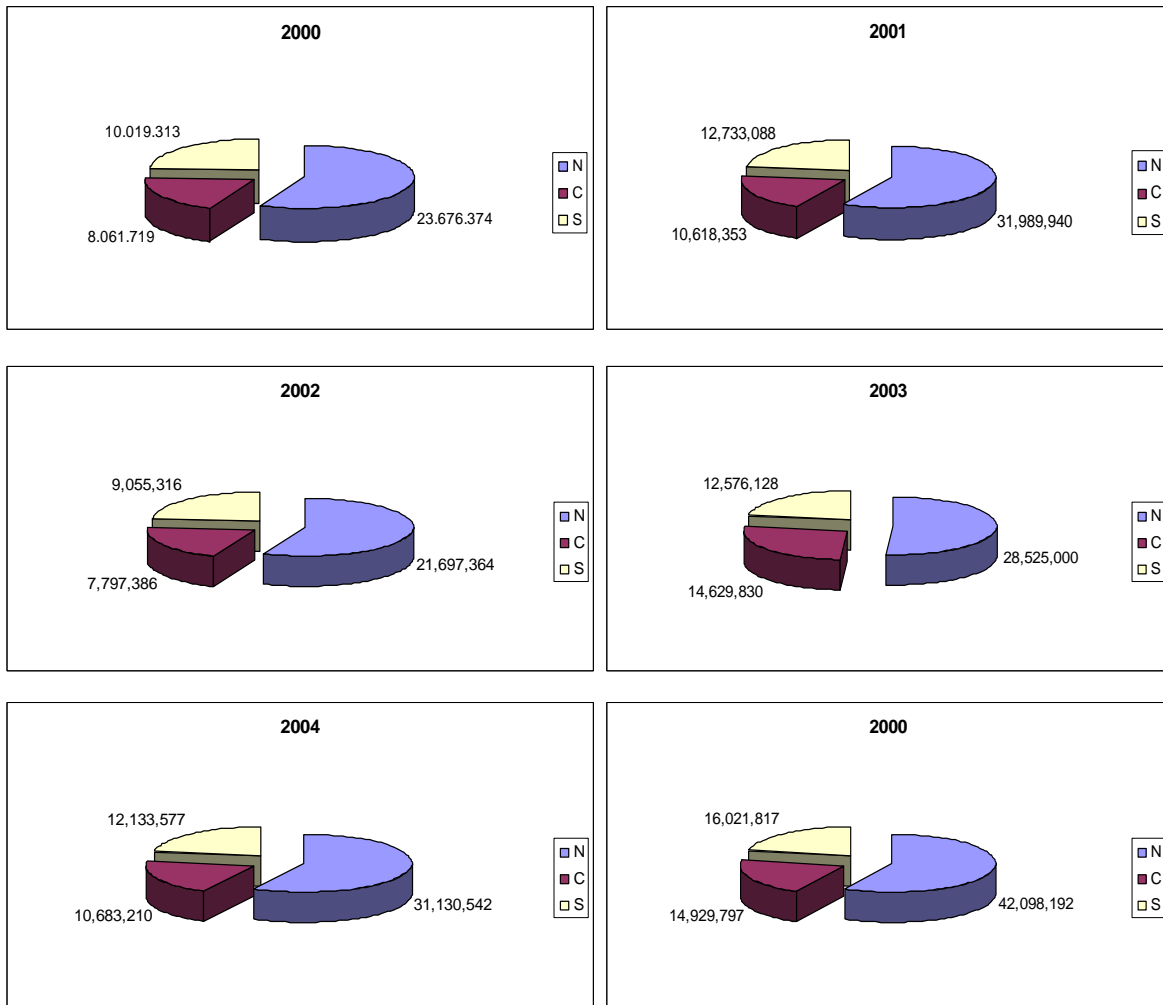 2000
10.019.313
8.061.719
23.676.374
N
C
S
2001
12,733,088
10,618,353
31,989,940
N
C
S
2002
9,055,316
7,797,386
21,697,364
N
C
S
2003
12,576,128
14,629,830
28,525,000
N
C
S
2004
12,133,577
10,683,210
31,130,542
N
C
S
2000
16,021,817
14,929,797
42,098,192
N
C
S